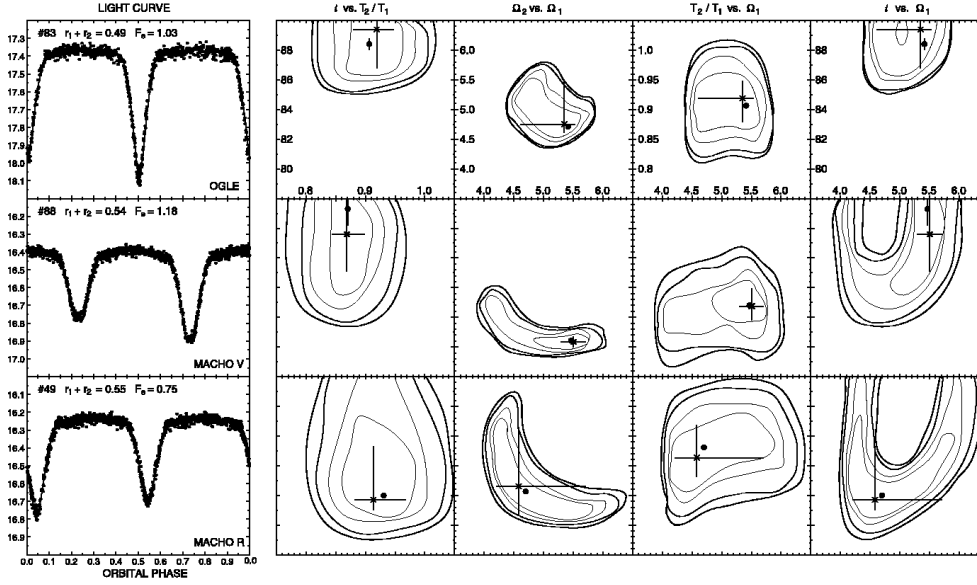 LIGHT CURVE
i vs. T2 / T1
Ω2 vs. Ω1
T2 / T1 vs. Ω1
i vs. Ω1
#83 r1 + r2 = 0.49 Fe = 1.03
17.3
17.4
17.5
17.6
17.7
17.8
17.9
18.0
18.1
OGLE
88
86
84
82
80
6.0
5.5
5.0
4.5
4.0
1.0
0.95
0.9
0.85
0.8
88
86
84
82
80
0.8 0.9 1.0
4.0 4.5 5.0 5.5 6.0
4.0 4.5 5.0 5.5 6.0
4.0 4.5 5.0 5.5 6.0
#88 r1 + r2 = 0.54 Fe = 1.18
16.2
16.3
16.4
16.5
16.6
16.7
16.8
16.9
17.0
MACHO V
#49 r1 + r2 = 0.55 Fe = 0.75
16.1
16.2
16.3
16.4
16.5
16.6
16.7
16.8
16.9
MACHO R
0.0 0.1 0.2 0.3 0.4 0.5 0.6 0.7 0.8 0.9 0.0
ORBITAL PHASE